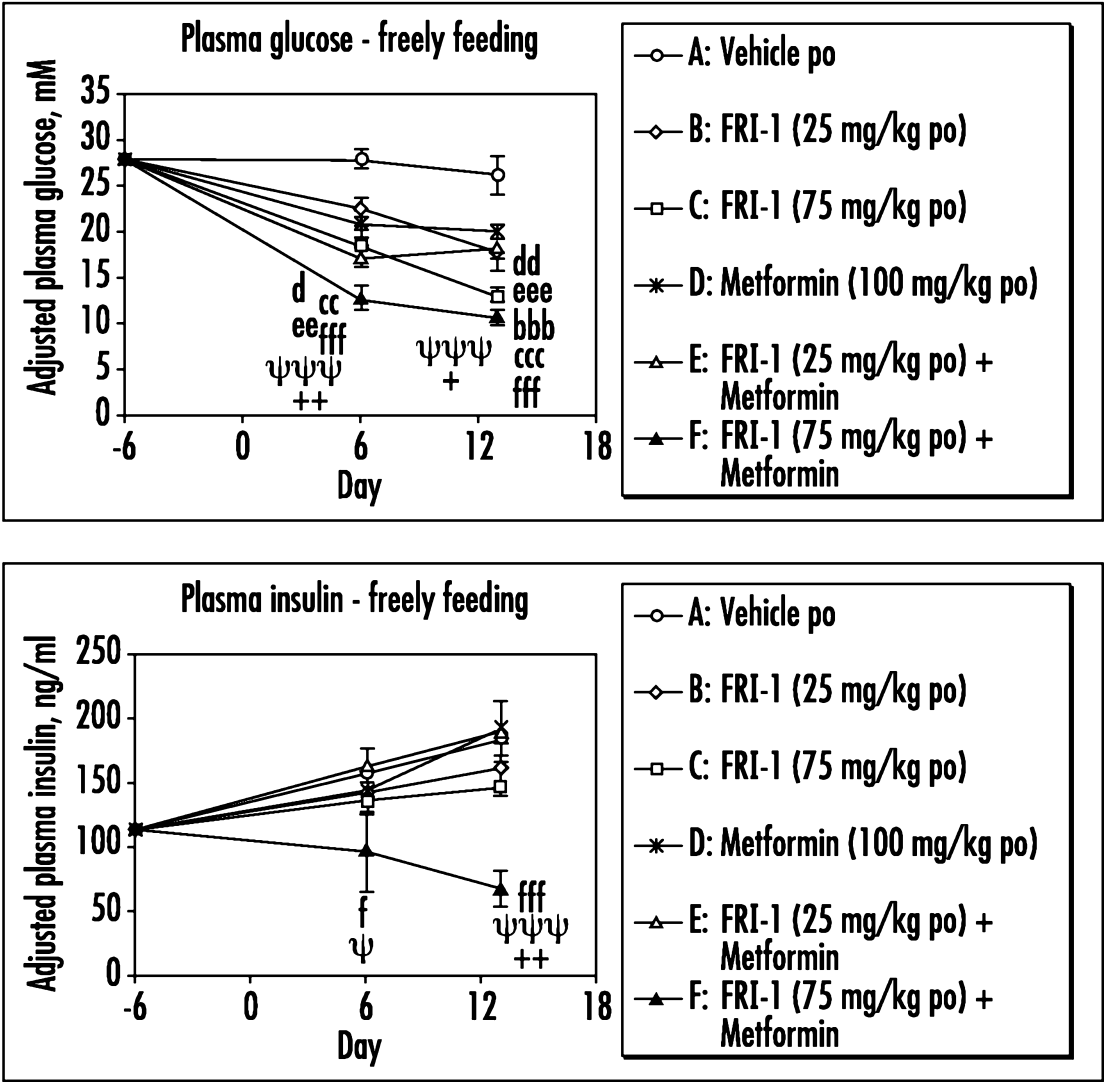 Plasma glucose - freely feeding
Adjusted plasma glucose, mM
35
30
25
20
15
10
5
0
-6
0
6
12
18
Day
d
ee
cc
fff
ψψψ
++
ψψψ
+
dd
eee
bbb
ccc
fff
A: Vehicle po
B: FRI-1 (25 mg/kg po)
C: FRI-1 (75 mg/kg po)
D: Metformin (100 mg/kg po)
E: FRI-1 (25 mg/kg po) +
Metformin
F: FRI-1 (75 mg/kg po) +
Metformin
Plasma insulin - freely feeding
Adjusted plasma insulin, ng/ml
250
200
150
100
50
0
-6
0
6
12
18
Day
f
ψ
fff
ψψψ
++
A: Vehicle po
B: FRI-1 (25 mg/kg po)
C: FRI-1 (75 mg/kg po)
D: Metformin (100 mg/kg po)
E: FRI-1 (25 mg/kg po) +
Metformin
F: FRI-1 (75 mg/kg po) +
Metformin